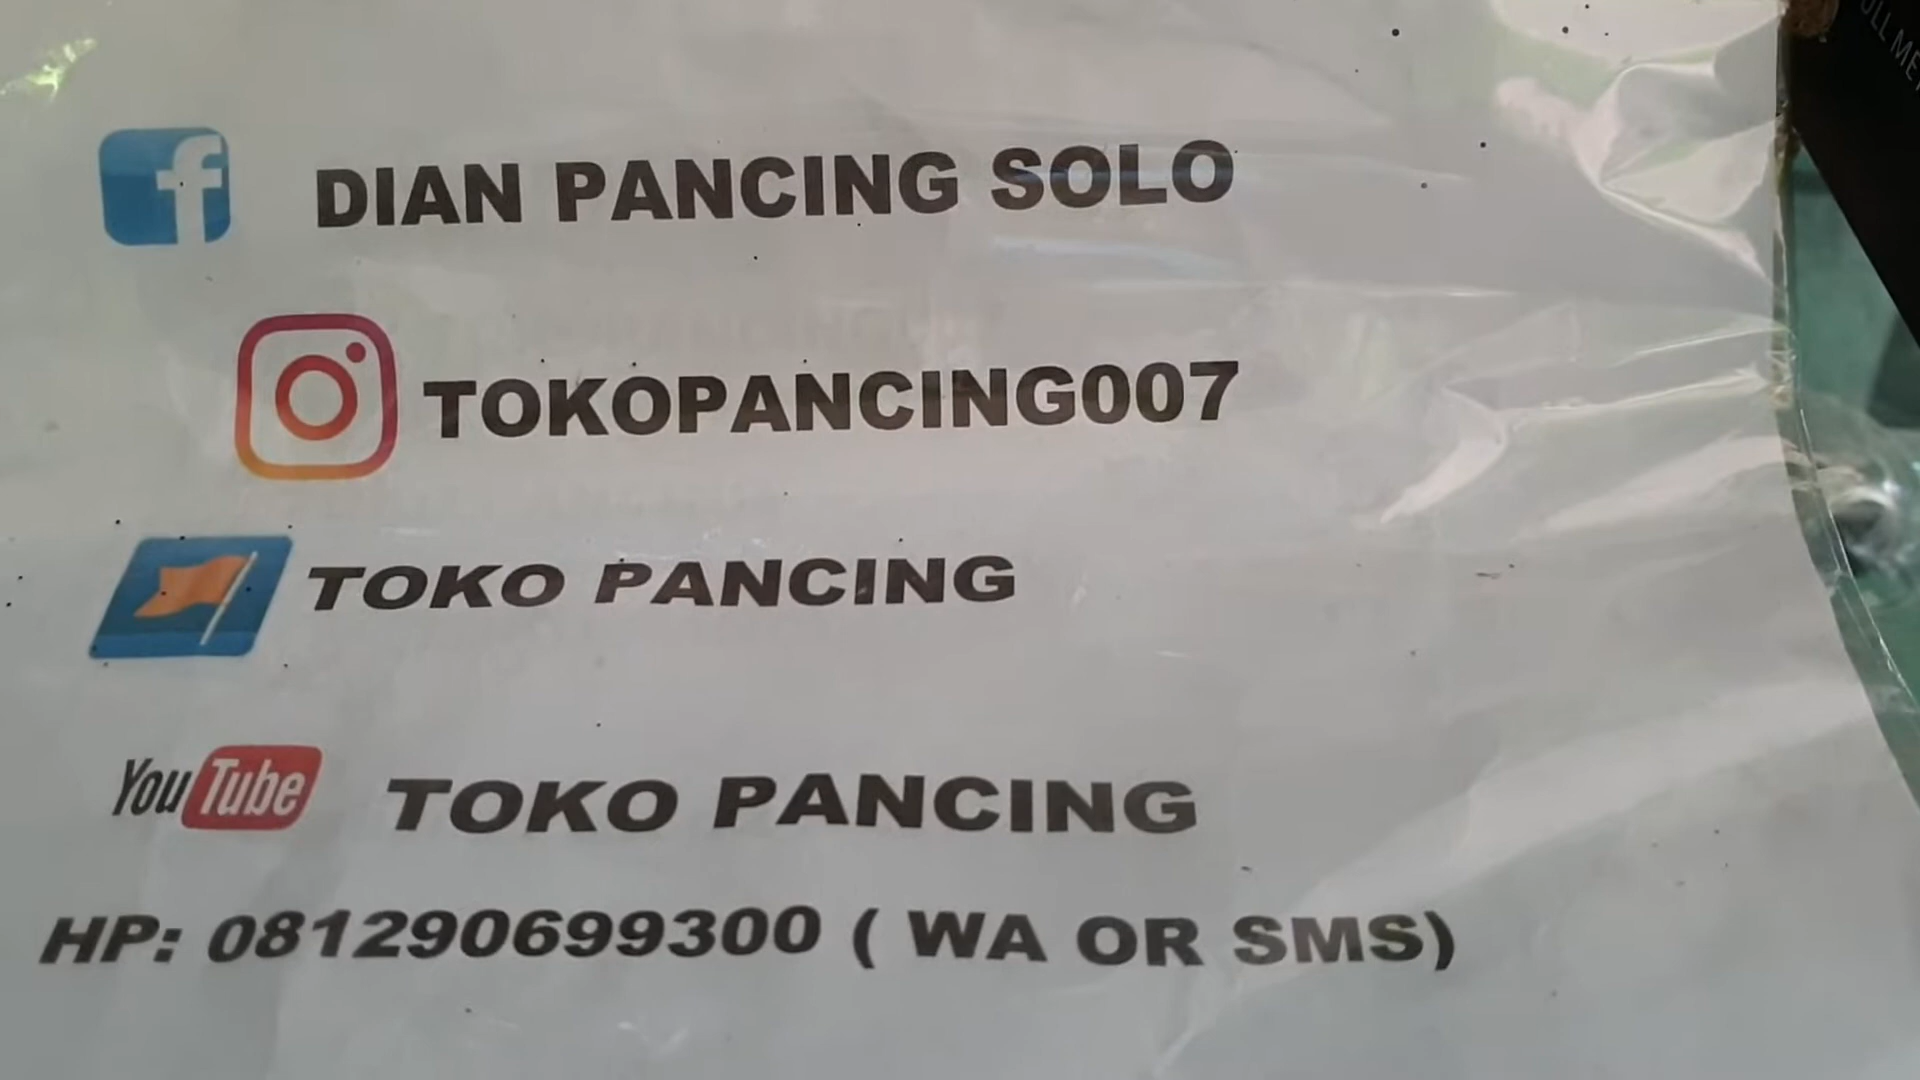 f DIAN PANCING SOLO
TOKOPANCING007
TOKO PANCING
YouTube TOKO PANCING
HP: 081290699300 ( WA OR SMS)